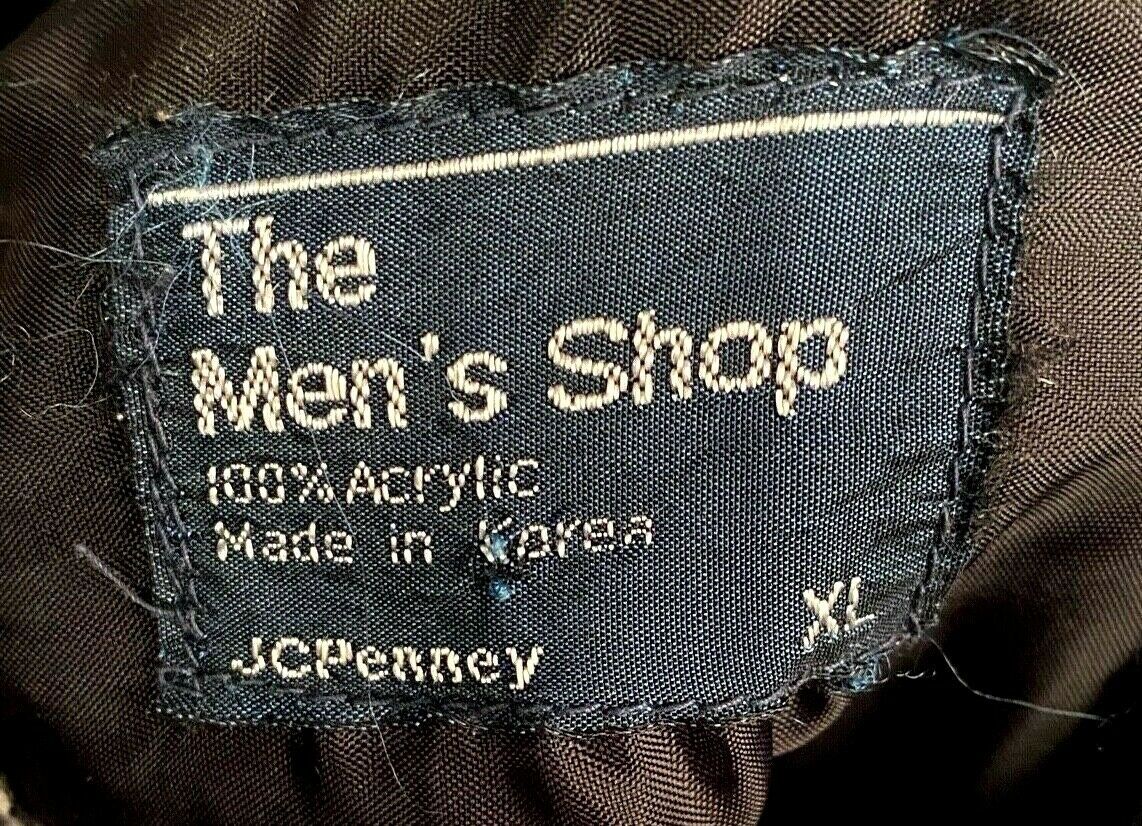 The
Men's Shop
100% Acrylic
Made in Korea
JCPenney
XL